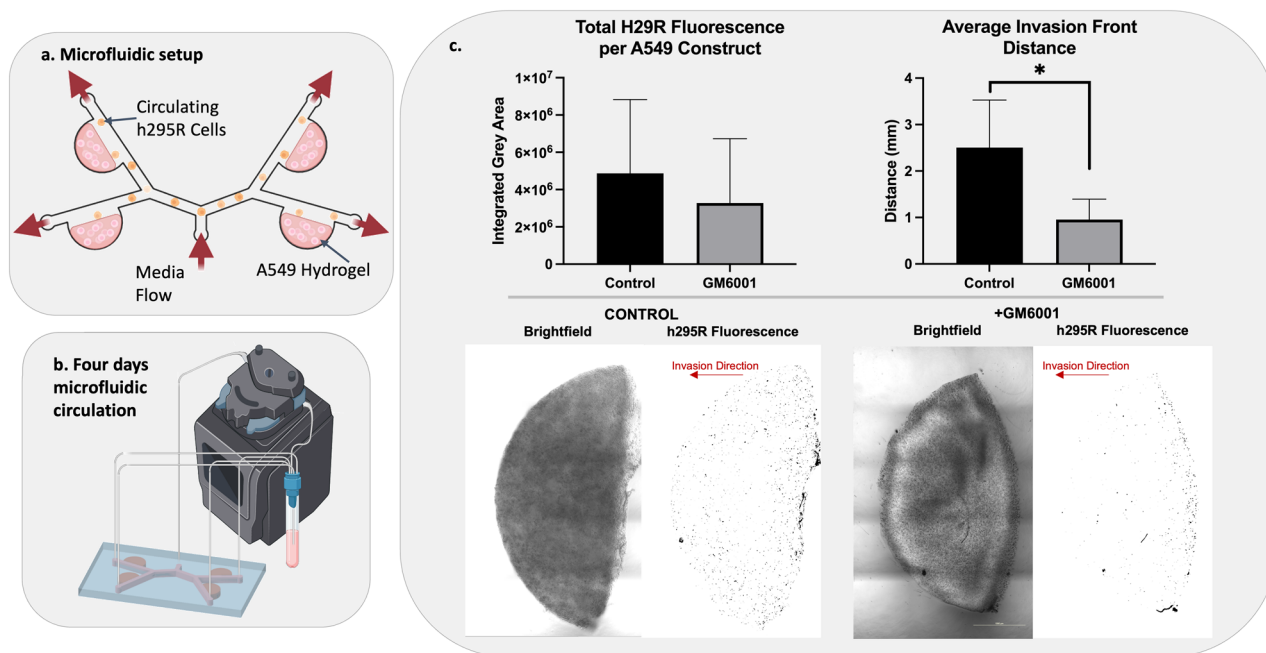 a. Microfluidic setup
Circulating
h295R Cells
Media
Flow
A549 Hydrogel
b. Four days
microfluidic
circulation
c.
Total H29R Fluorescence
per A549 Construct
Integrated Grey Area
1×10⁷
8×10⁶
6×10⁶
4×10⁶
2×10⁶
0
Control
GM6001
Average Invasion Front
Distance
Distance (mm)
4
3
2
1
0
*
Control
GM6001
CONTROL
Brightfield
h295R Fluorescence
Invasion Direction
+GM6001
Brightfield
h295R Fluorescence
Invasion Direction